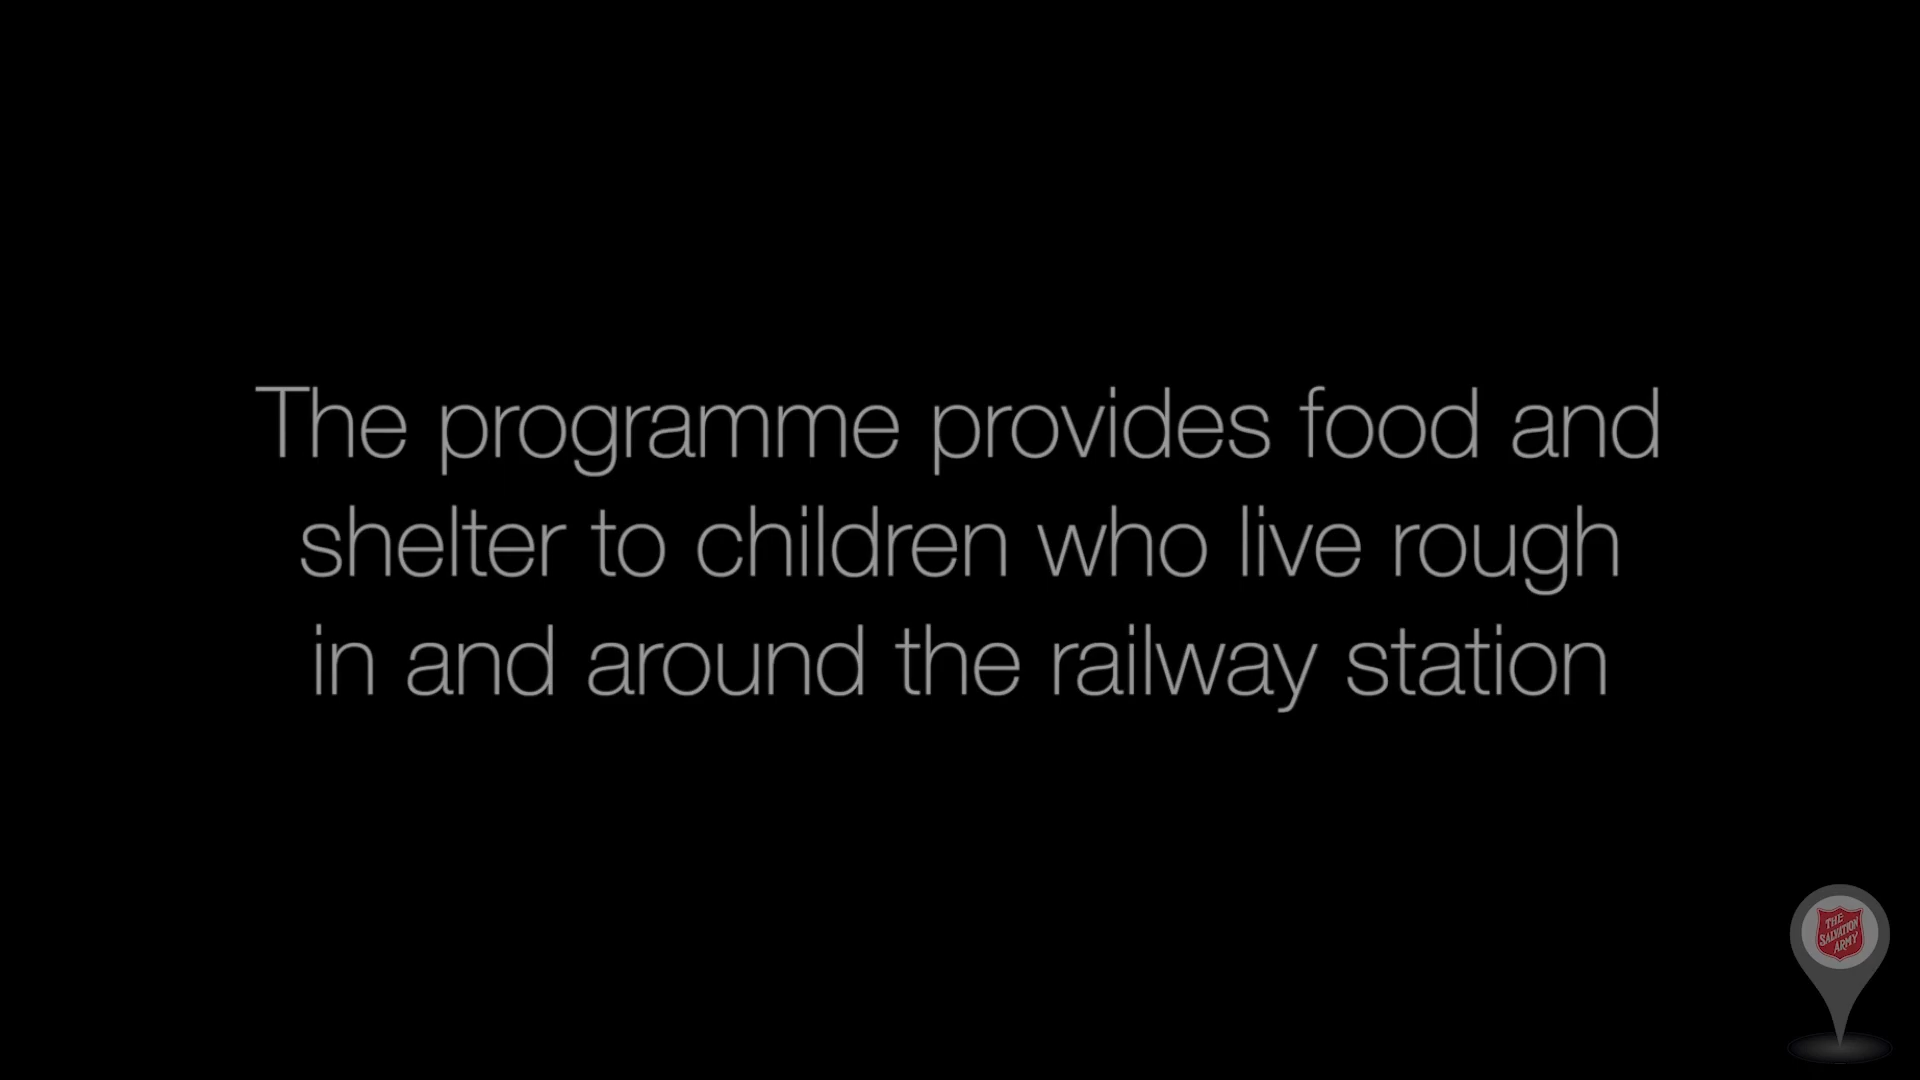 The programme provides food and
shelter to children who live rough
in and around the railway station
THE
SALVATION
ARMY